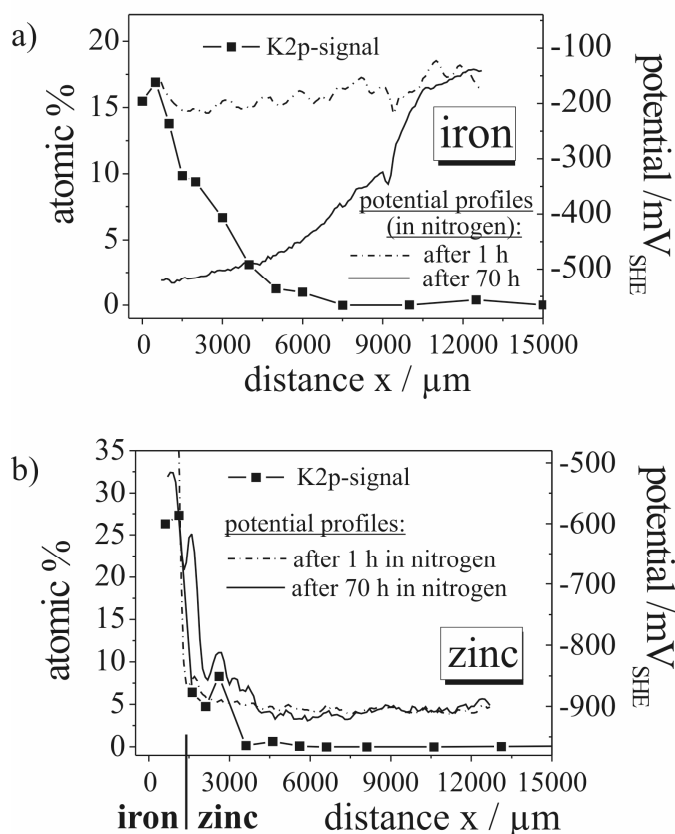 a)
K2p-signal
iron
potential profiles
(in nitrogen):
after 1 h
after 70 h
20
15
10
5
0
atomic %
-100
-200
-300
-400
-500
potential /mV SHE
0 3000 6000 9000 12000 15000
distance x / µm
b)
K2p-signal
potential profiles:
after 1 h in nitrogen
after 70 h in nitrogen
zinc
35
30
25
20
15
10
5
0
atomic %
-500
-600
-700
-800
-900
potential /mV SHE
0 3000 6000 9000 12000 15000
iron zinc distance x / µm